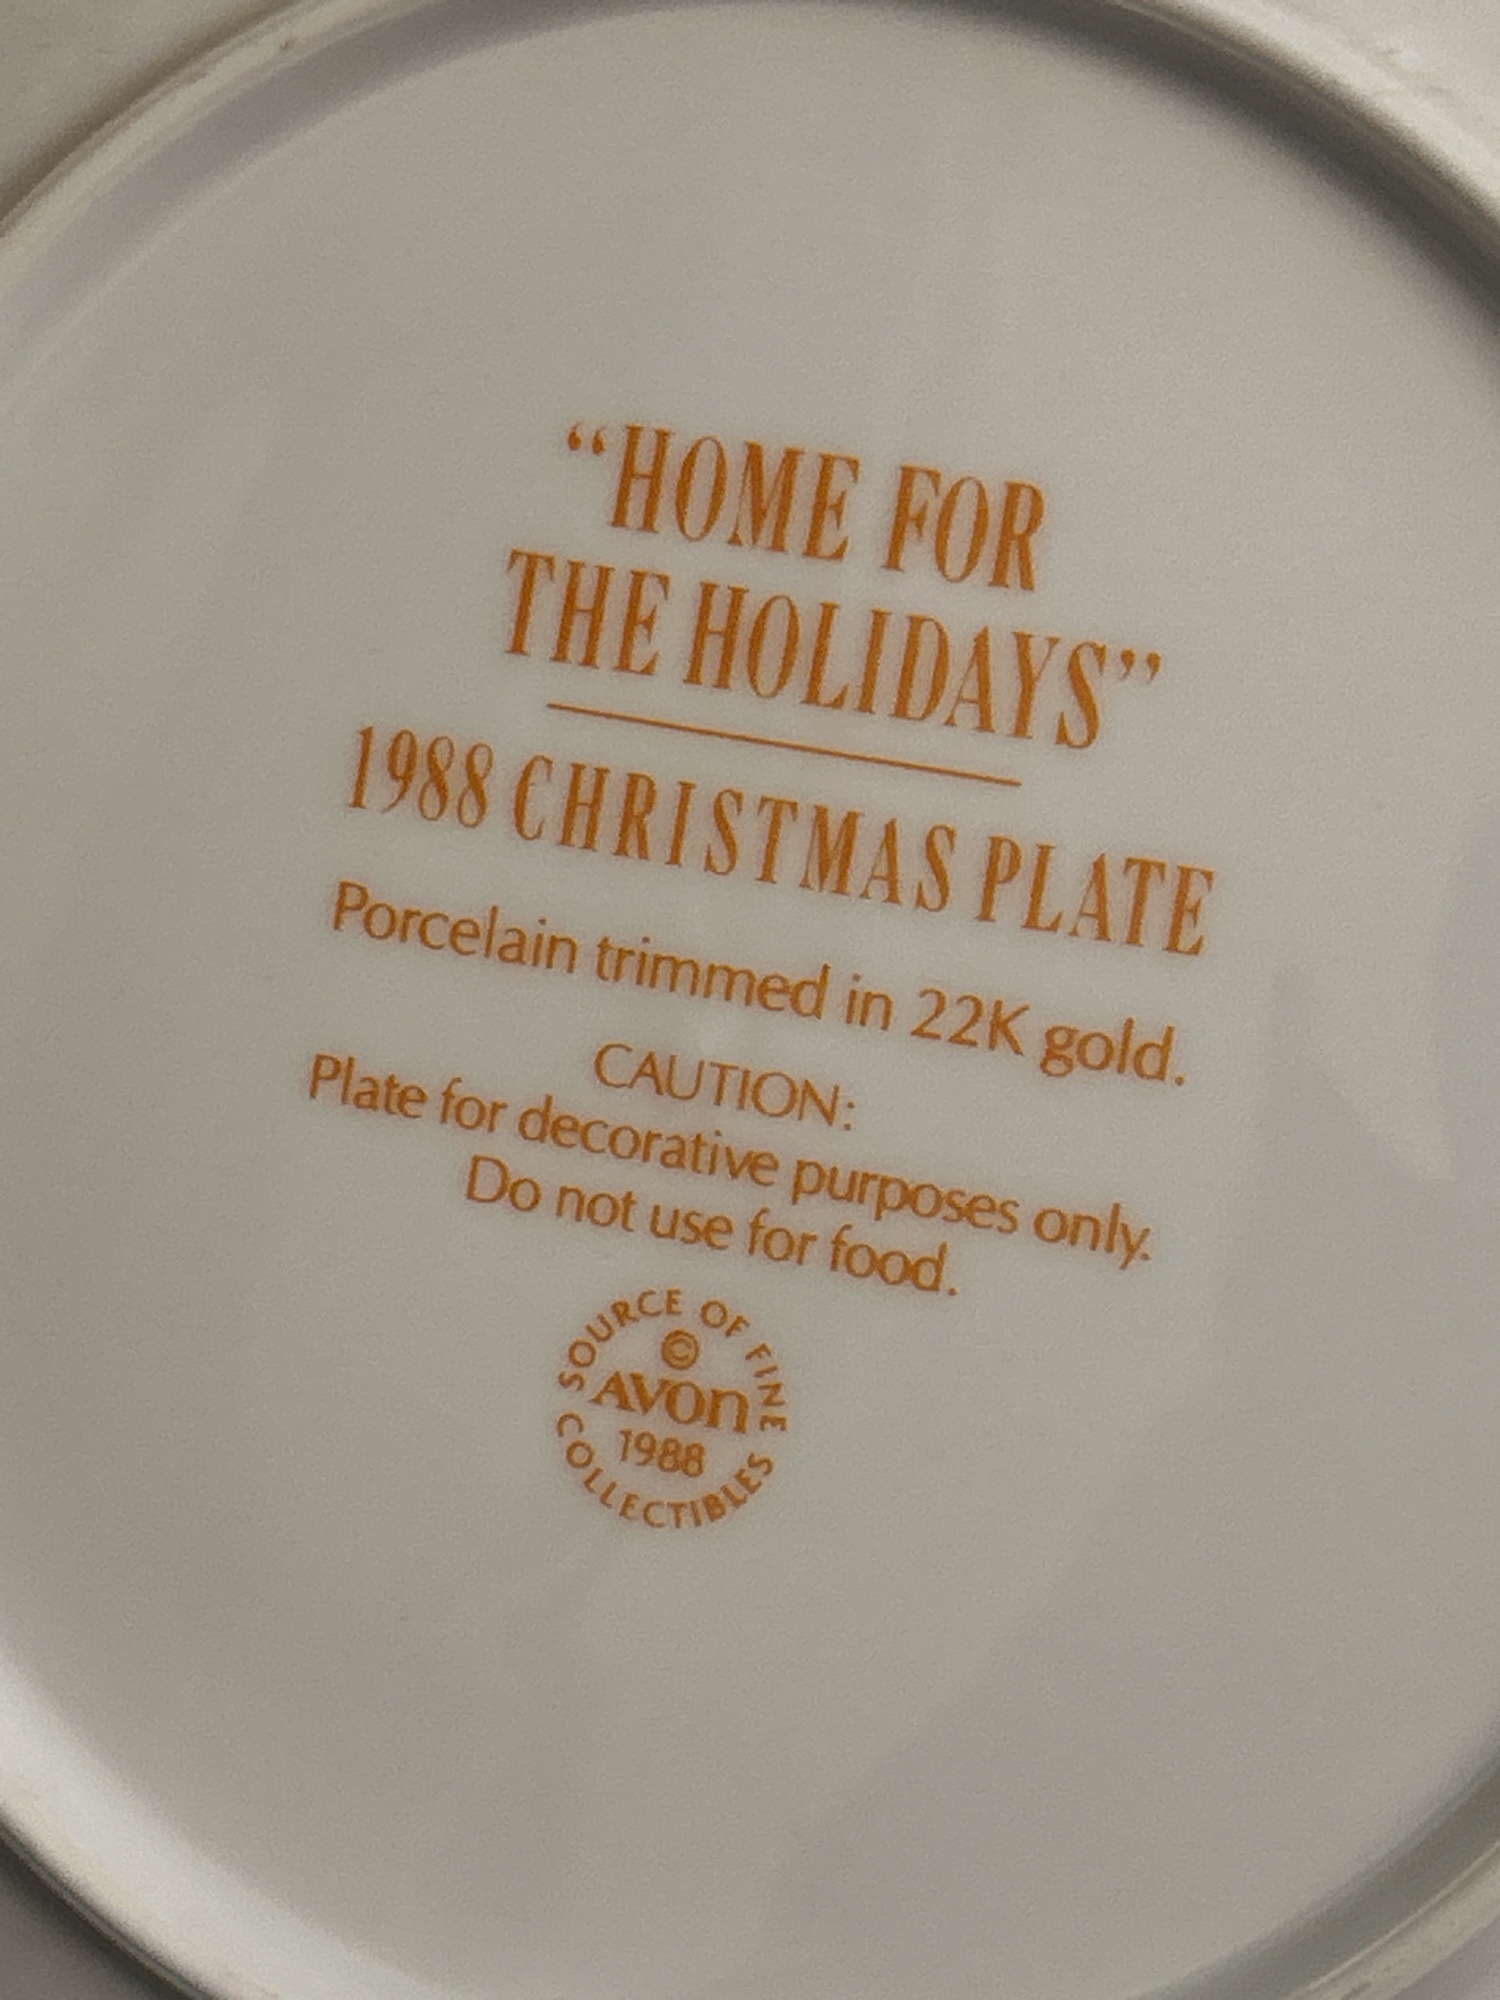 “HOME FOR
THE HOLIDAYS”
1988 CHRISTMAS PLATE
Porcelain trimmed in 22K gold.
CAUTION:
Plate for decorative purposes only.
Do not use for food.
SOURCE OF FINE
©
AVON
1988
COLLECTIBLES